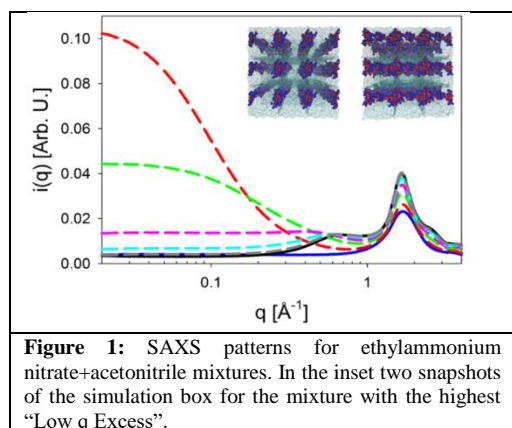 0.10
0.08
0.06
0.04
0.02
0.00
i(q) [Arb. U.]
0.1
1
q [Å⁻¹]
Figure 1: SAXS patterns for ethylammonium
nitrate+acetonitrile mixtures. In the inset two snapshots
of the simulation box for the mixture with the highest
“Low q Excess”.